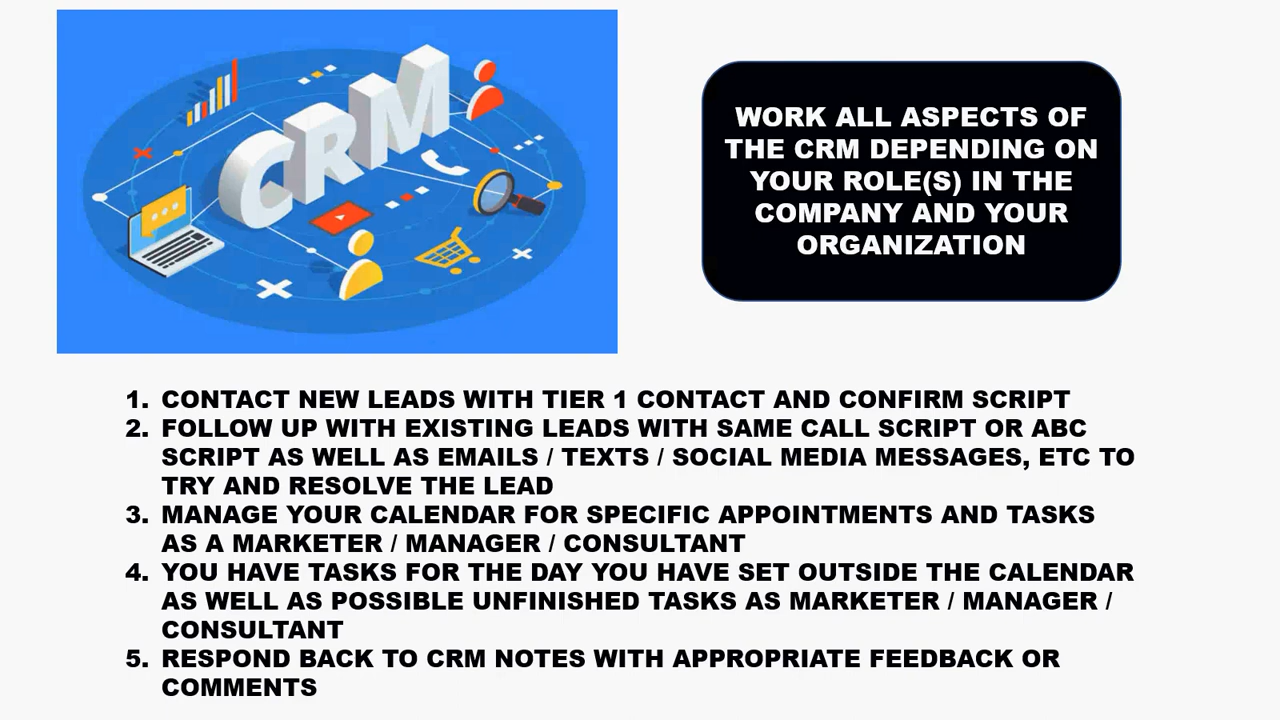 CRM
WORK ALL ASPECTS OF
THE CRM DEPENDING ON
YOUR ROLE(S) IN THE
COMPANY AND YOUR
ORGANIZATION
1. CONTACT NEW LEADS WITH TIER 1 CONTACT AND CONFIRM SCRIPT
2. FOLLOW UP WITH EXISTING LEADS WITH SAME CALL SCRIPT OR ABC
SCRIPT AS WELL AS EMAILS / TEXTS / SOCIAL MEDIA MESSAGES, ETC TO
TRY AND RESOLVE THE LEAD
3. MANAGE YOUR CALENDAR FOR SPECIFIC APPOINTMENTS AND TASKS
AS A MARKETER / MANAGER / CONSULTANT
4. YOU HAVE TASKS FOR THE DAY YOU HAVE SET OUTSIDE THE CALENDAR
AS WELL AS POSSIBLE UNFINISHED TASKS AS MARKETER / MANAGER /
CONSULTANT
5. RESPOND BACK TO CRM NOTES WITH APPROPRIATE FEEDBACK OR
COMMENTS